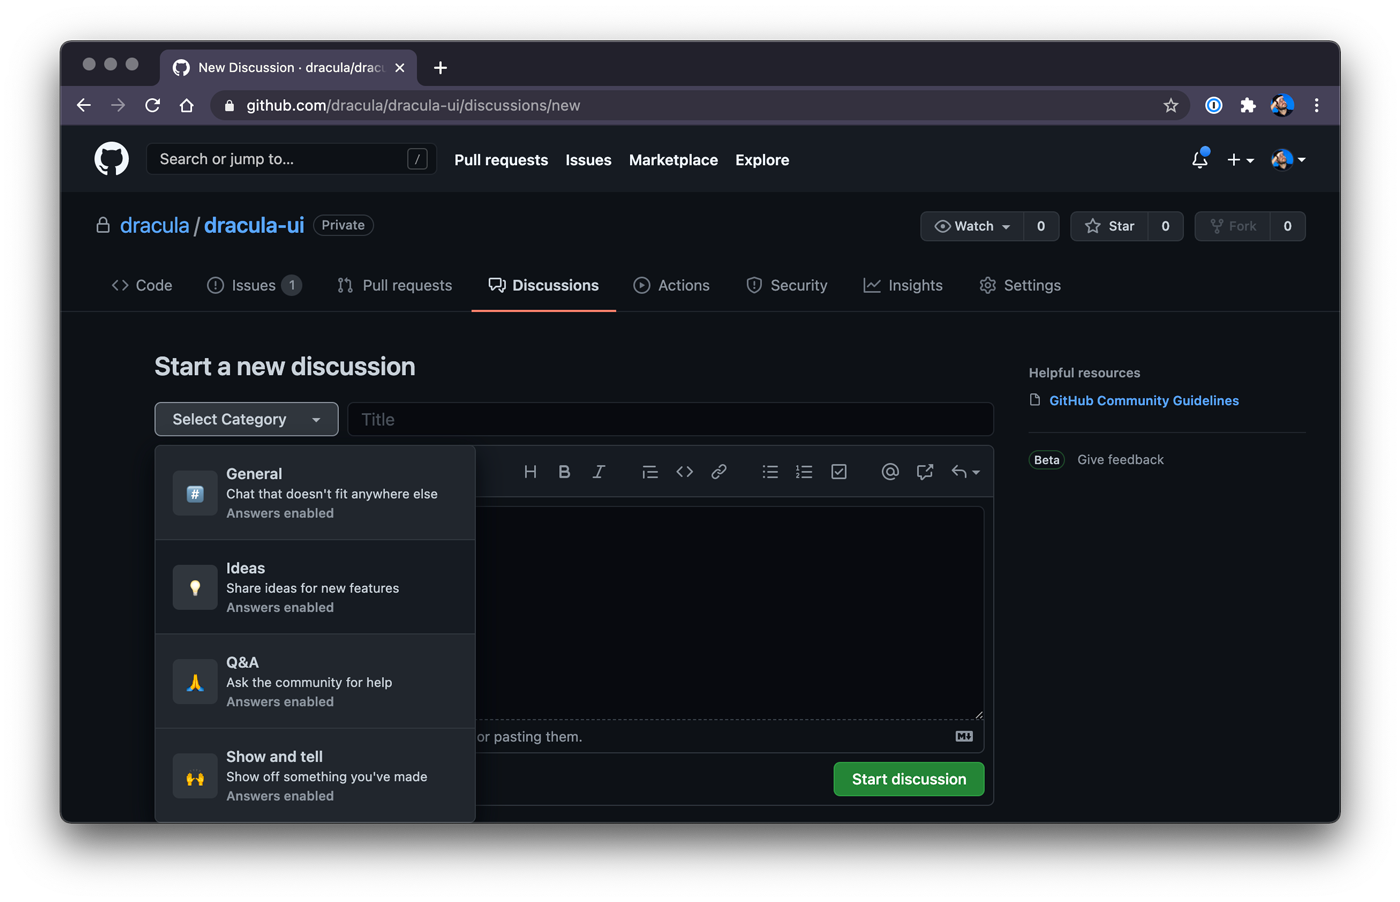 New Discussion · dracula/drac
github.com/dracula/dracula-ui/discussions/new
Search or jump to... /
Pull requests Issues Marketplace Explore
dracula / dracula-ui Private
Watch 0 Star 0 Fork 0
Code Issues 1 Pull requests Discussions Actions Security Insights Settings
Start a new discussion
Helpful resources
GitHub Community Guidelines
Select Category Title
Beta Give feedback
H B I
General
Chat that doesn't fit anywhere else
Answers enabled
Ideas
Share ideas for new features
Answers enabled
Q&A
Ask the community for help
Answers enabled
or pasting them.
Show and tell
Show off something you've made
Answers enabled
Start discussion